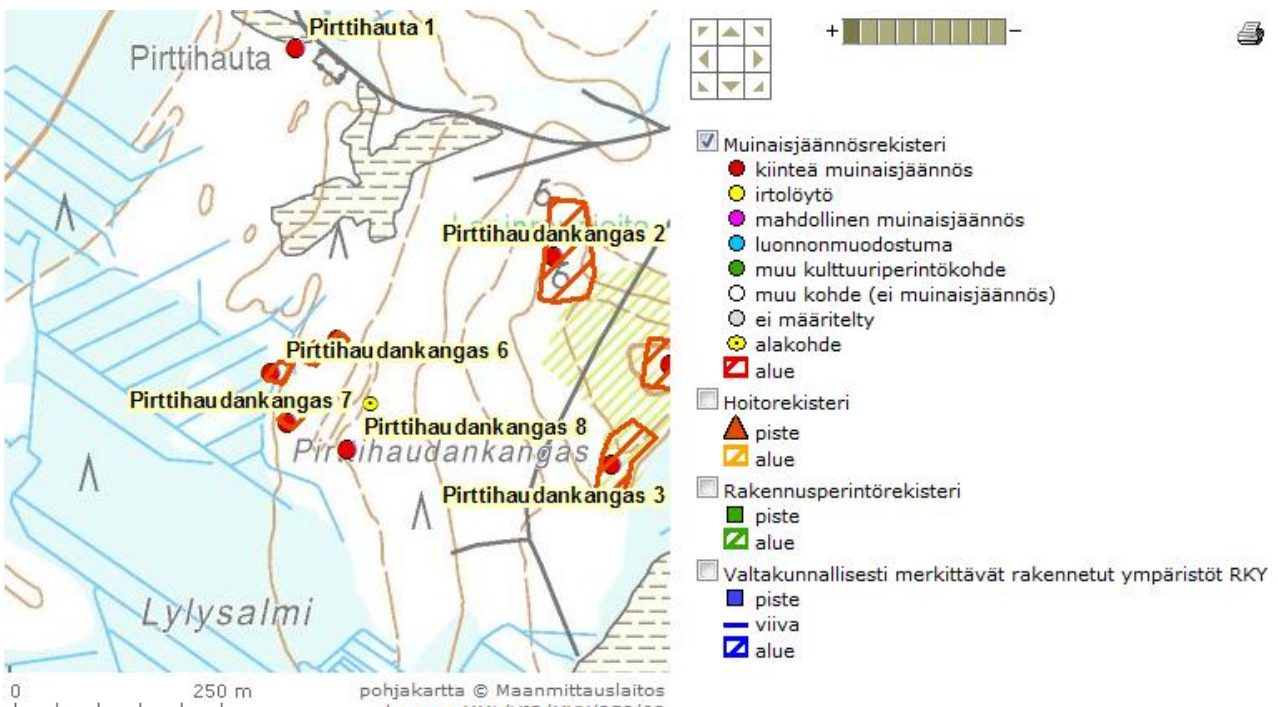 Pirttihauta 1
Pirttihauta
5
Pirttihaudankangas 2
6
Pirttihaudankangas 6
Pirttihaudankangas 7
Pirttihaudankangas 8
Pirttihaudankangas
Pirttihaudankangas 3
Lylysalmi
0 250 m pohjakartta © Maanmittauslaitos
+ −
Muinaisjäännösrekisteri
kiinteä muinaisjäännös
irtolöytö
mahdollinen muinaisjäännös
luonnonmuodostuma
muu kulttuuriperintökohde
muu kohde (ei muinaisjäännös)
ei määritelty
alakohde
alue
Hoitorekisteri
piste
alue
Rakennusperintörekisteri
piste
alue
Valtakunnallisesti merkittävät rakennetut ympäristöt RKY
piste
viiva
alue